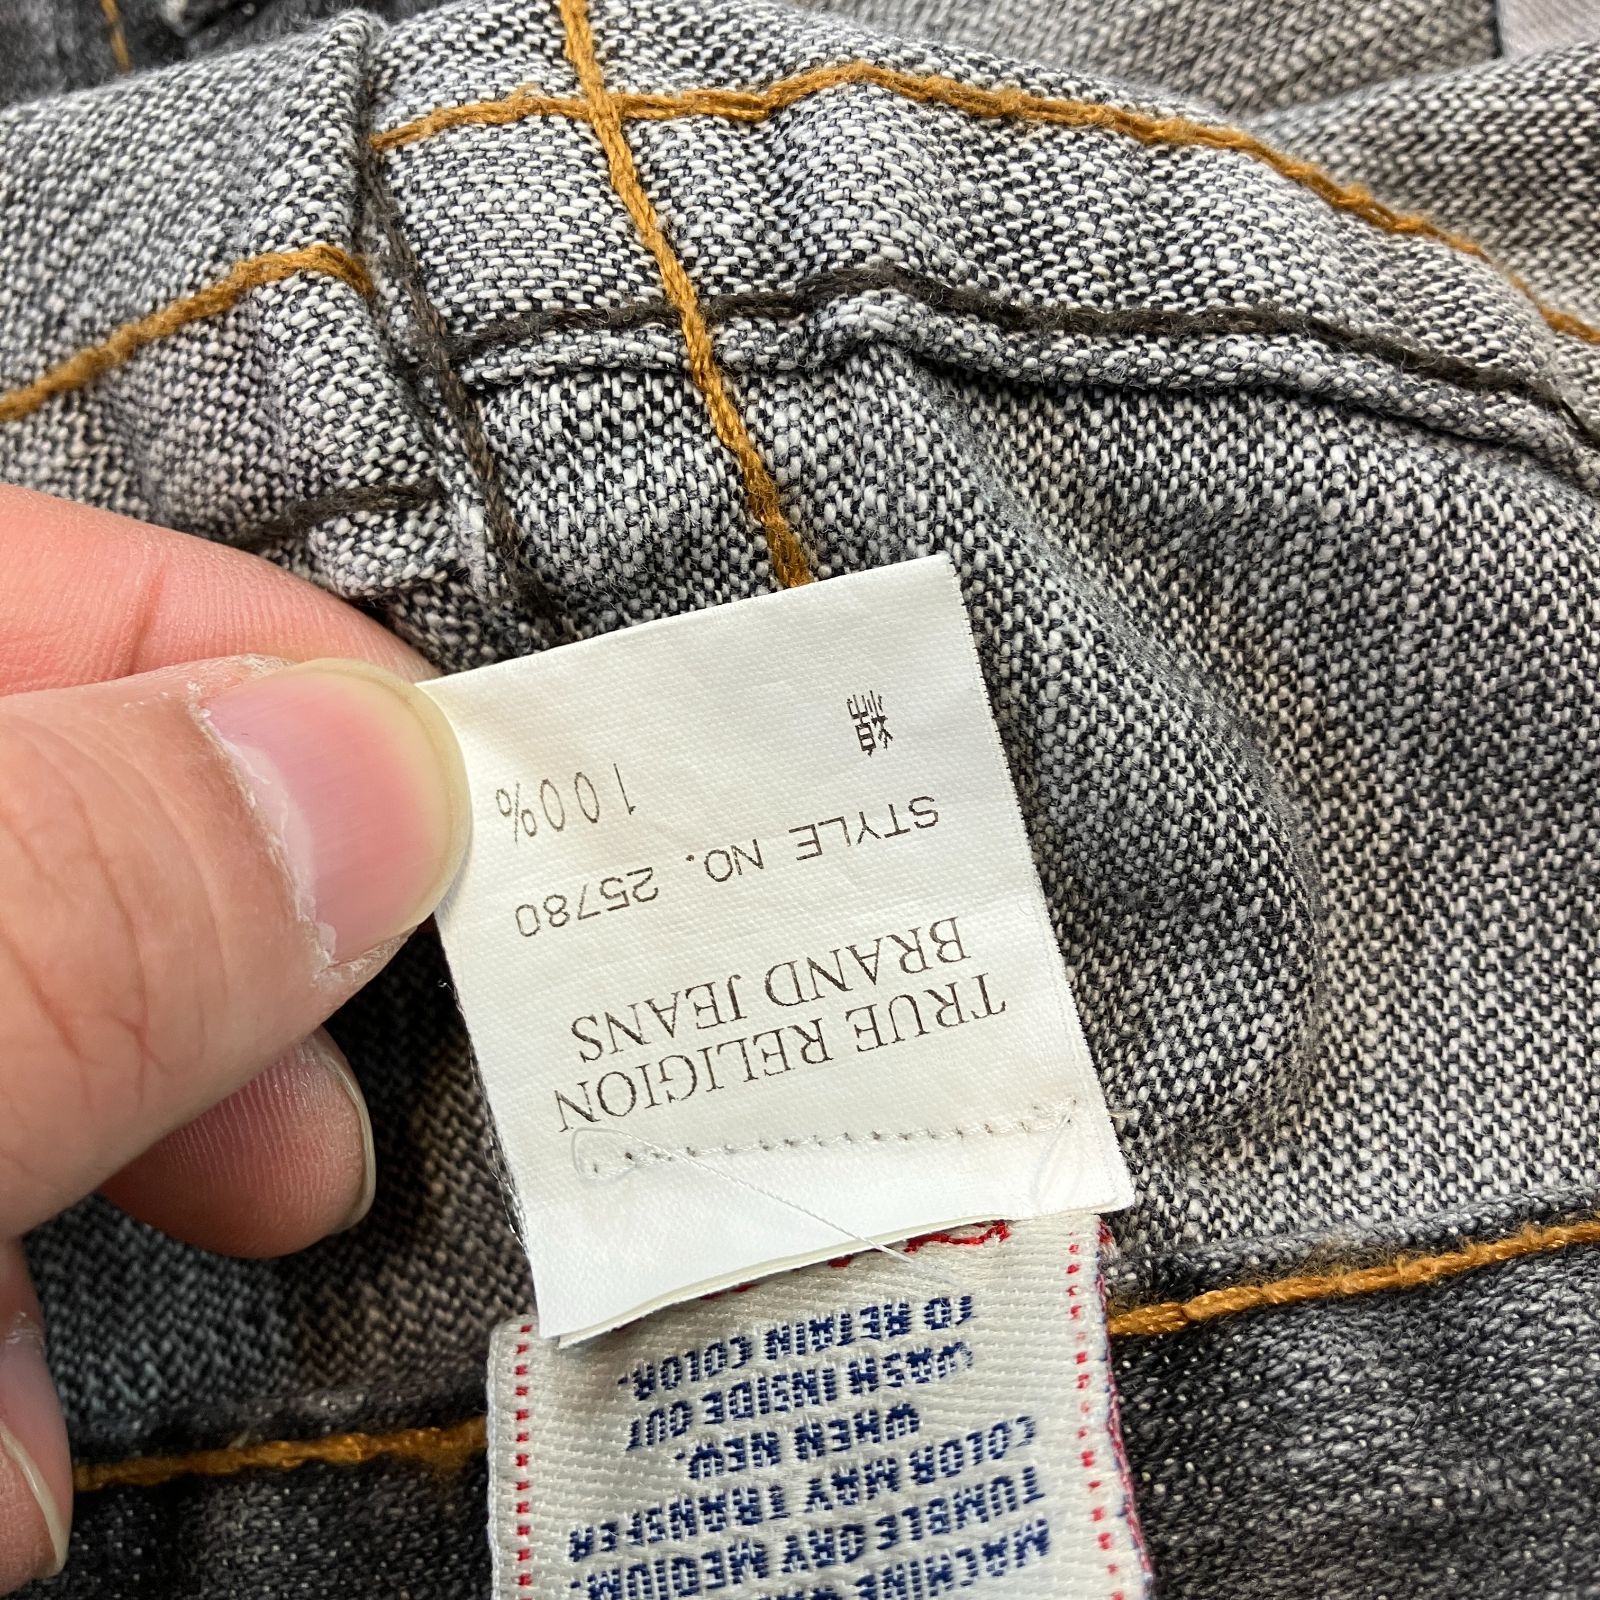 MACHINE
TUMBLE DRY MEDIUM.
COLOR MAY TRANSFER
WHEN NEW.
WASH INSIDE OUT
TO RETAIN COLOR.
TRUE RELIGION
BRAND JEANS
STYLE NO. 25780
綿 100%